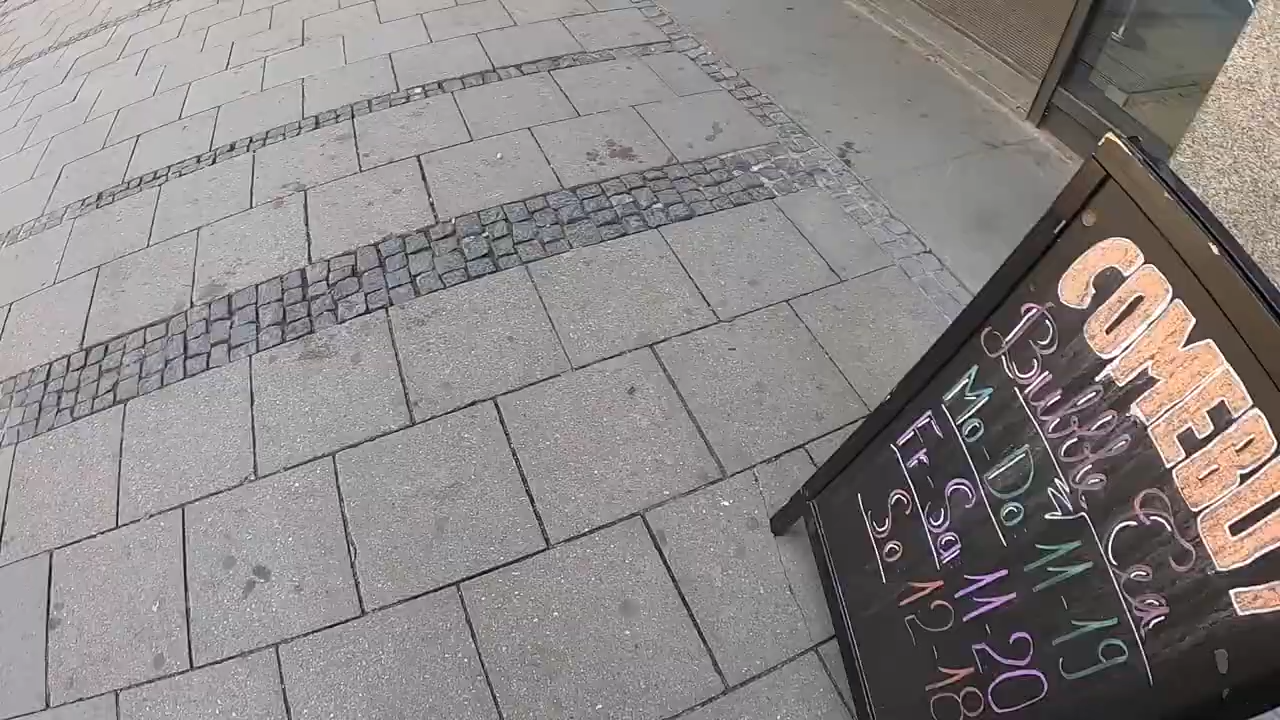 COMEBUY
Bubble Tea
Mo-Do 11-19
Fr-Sa 11-20
So 12-18